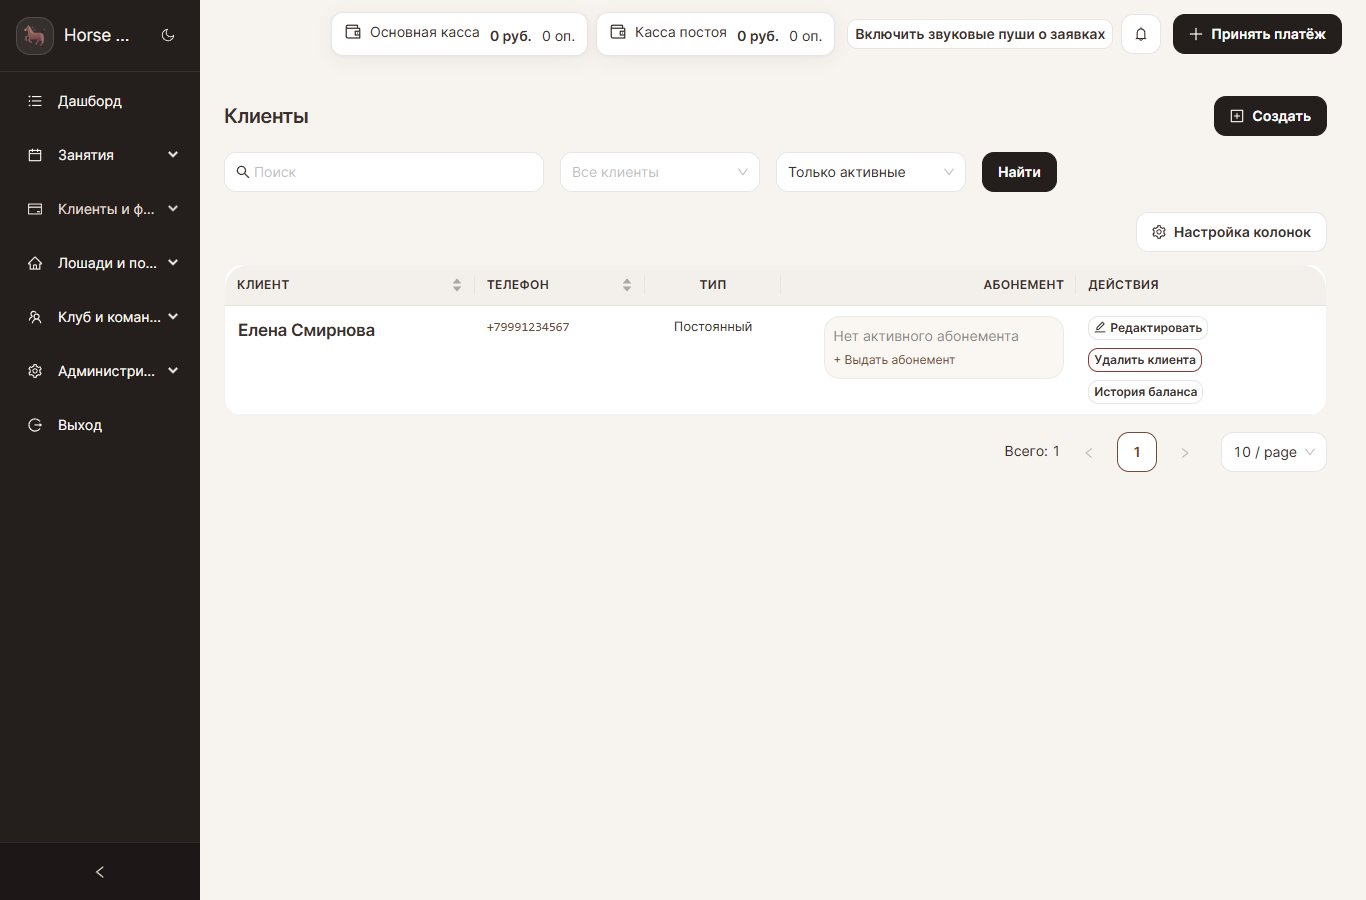 Horse ...
Основная касса 0 руб. 0 оп.
Касса постоя 0 руб. 0 оп.
Включить звуковые пуши о заявках
Принять платёж
Дашборд
Занятия
Клиенты и ф...
Лошади и по...
Клуб и коман...
Администри...
Выход
Клиенты
Создать
Поиск
Все клиенты
Только активные
Найти
Настройка колонок
КЛИЕНТ ТЕЛЕФОН ТИП АБОНЕМЕНТ ДЕЙСТВИЯ
Елена Смирнова
+79991234567
Постоянный
Нет активного абонемента
+ Выдать абонемент
Редактировать
Удалить клиента
История баланса
Всего: 1
1
10 / page